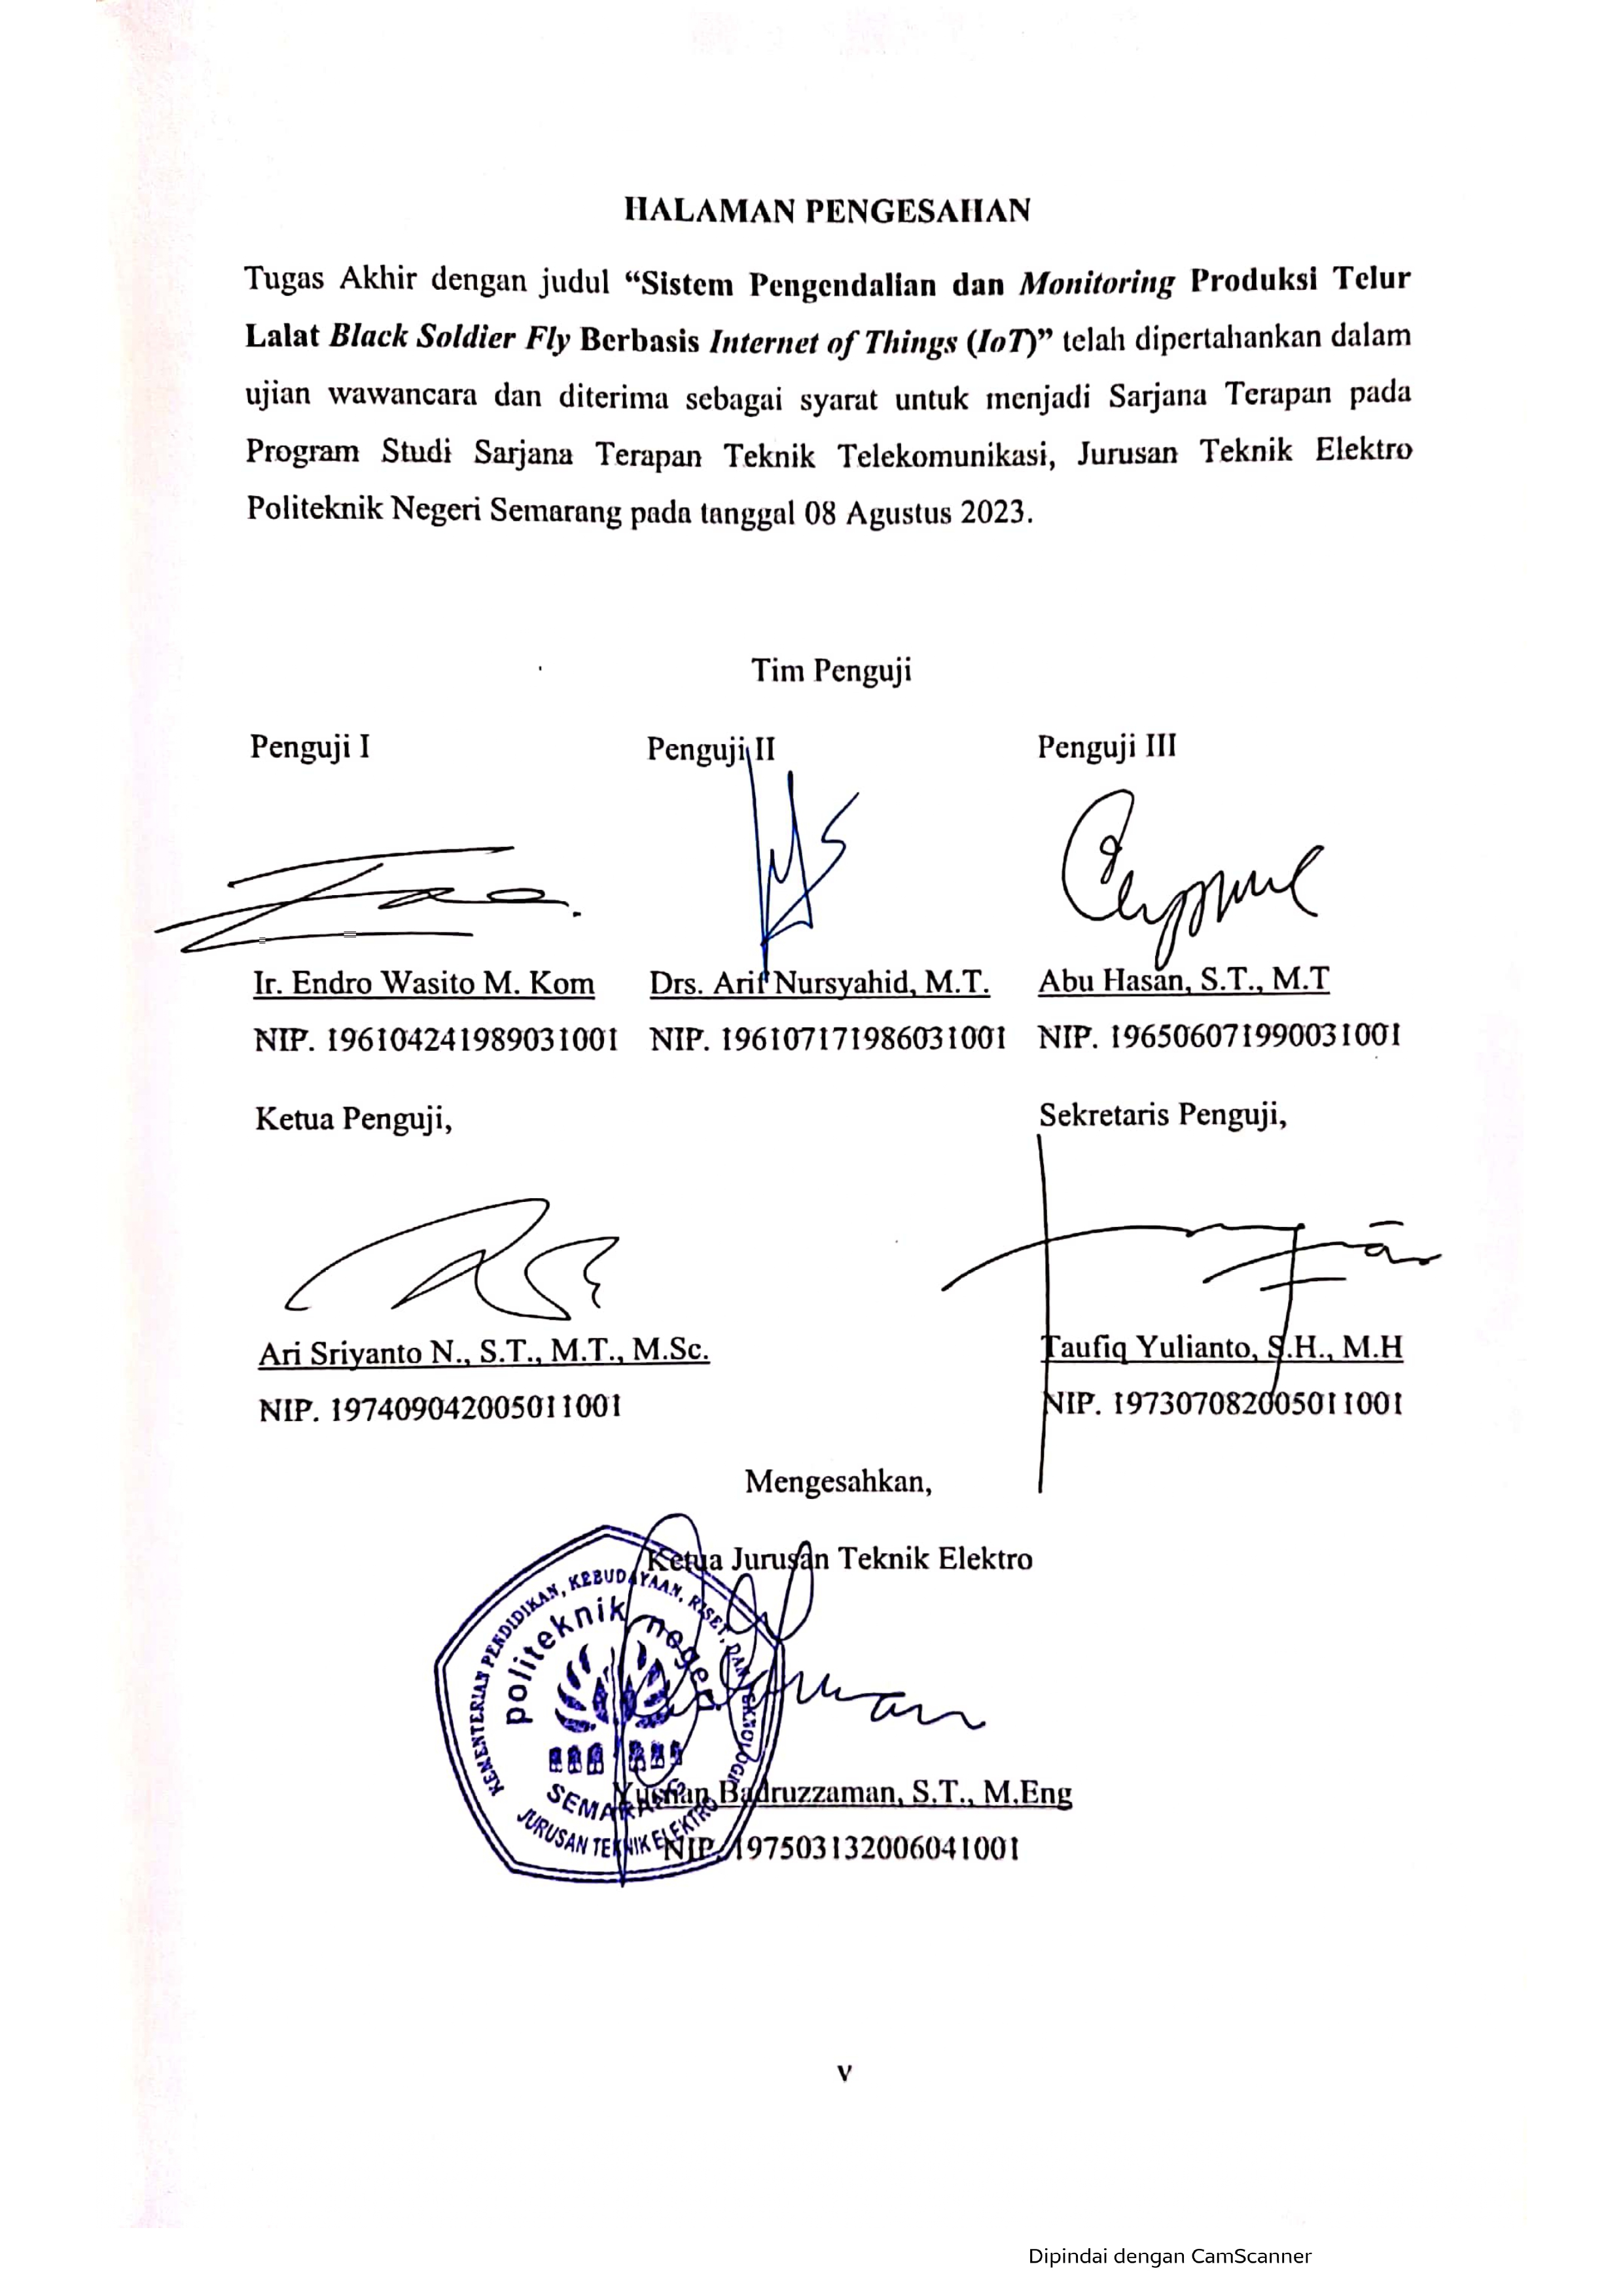 HALAMAN PENGESAHAN
Tugas Akhir dengan judul “Sistem Pengendalian dan Monitoring Produksi Telur
Lalat Black Soldier Fly Berbasis Internet of Things (IoT)” telah dipertahankan dalam
ujian wawancara dan diterima sebagai syarat untuk menjadi Sarjana Terapan pada
Program Studi Sarjana Terapan Teknik Telekomunikasi, Jurusan Teknik Elektro
Politeknik Negeri Semarang pada tanggal 08 Agustus 2023.
Tim Penguji
Penguji I Penguji II Penguji III
Ir. Endro Wasito M. Kom Drs. Arif Nursyahid, M.T. Abu Hasan, S.T., M.T
NIP. 196104241989031001 NIP. 196107171986031001 NIP. 196506071990031001
Ketua Penguji, Sekretaris Penguji,
Ari Sriyanto N., S.T., M.T., M.Sc. Taufiq Yulianto, S.H., M.H
NIP. 197409042005011001 NIP. 197307082005011001
Mengesahkan,
Ketua Jurusan Teknik Elektro
KEMENTERIAN PENDIDIKAN, KEBUDAYAAN, RISET, DAN TEKNOLOGI
politeknik negeri
SEMARANG
JURUSAN TEKNIK ELEKTRO
Yusnan Badruzzaman, S.T., M.Eng
NIP. 197503132006041001
v
Dipindai dengan CamScanner